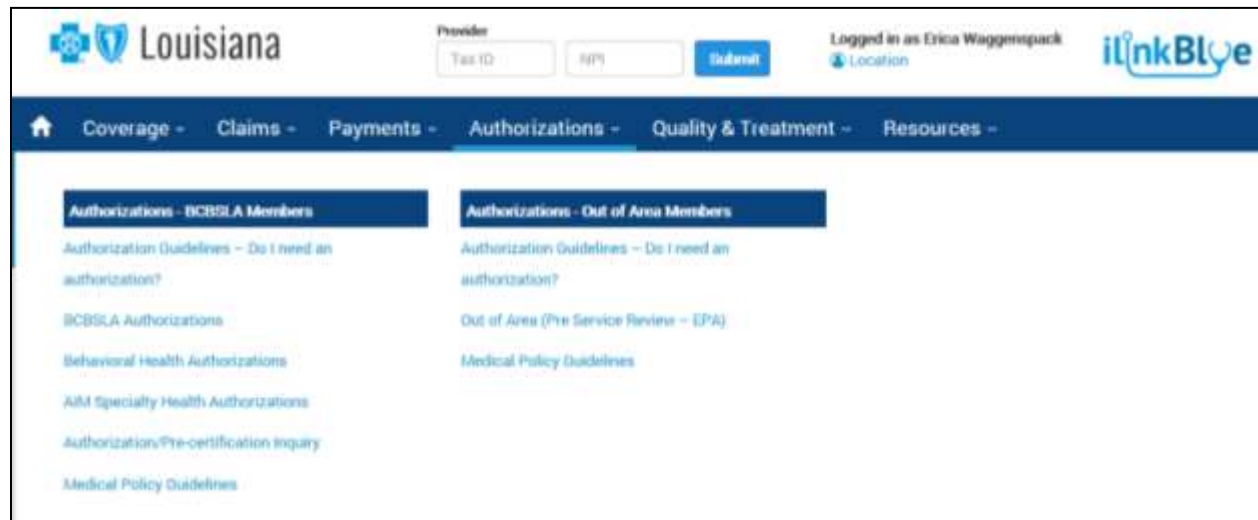 Louisiana
Provider
Tax ID
NPI
Submit
Logged in as Erica Waggenspack
Location
ilinkBlue
Coverage
Claims
Payments
Authorizations
Quality & Treatment
Resources
Authorizations - BCBSLA Members
Authorization Guidelines – Do I need an
authorization?
BCBSLA Authorizations
Behavioral Health Authorizations
AIM Specialty Health Authorizations
Authorization/Pre-certification Inquiry
Medical Policy Guidelines
Authorizations - Out of Area Members
Authorization Guidelines – Do I need an
authorization?
Out of Area (Pre Service Review – EPA)
Medical Policy Guidelines